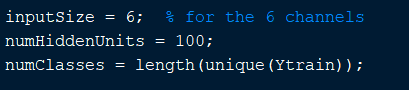 inputSize = 6;  % for the 6 channels
numHiddenUnits = 100;
numClasses = length(unique(Ytrain));